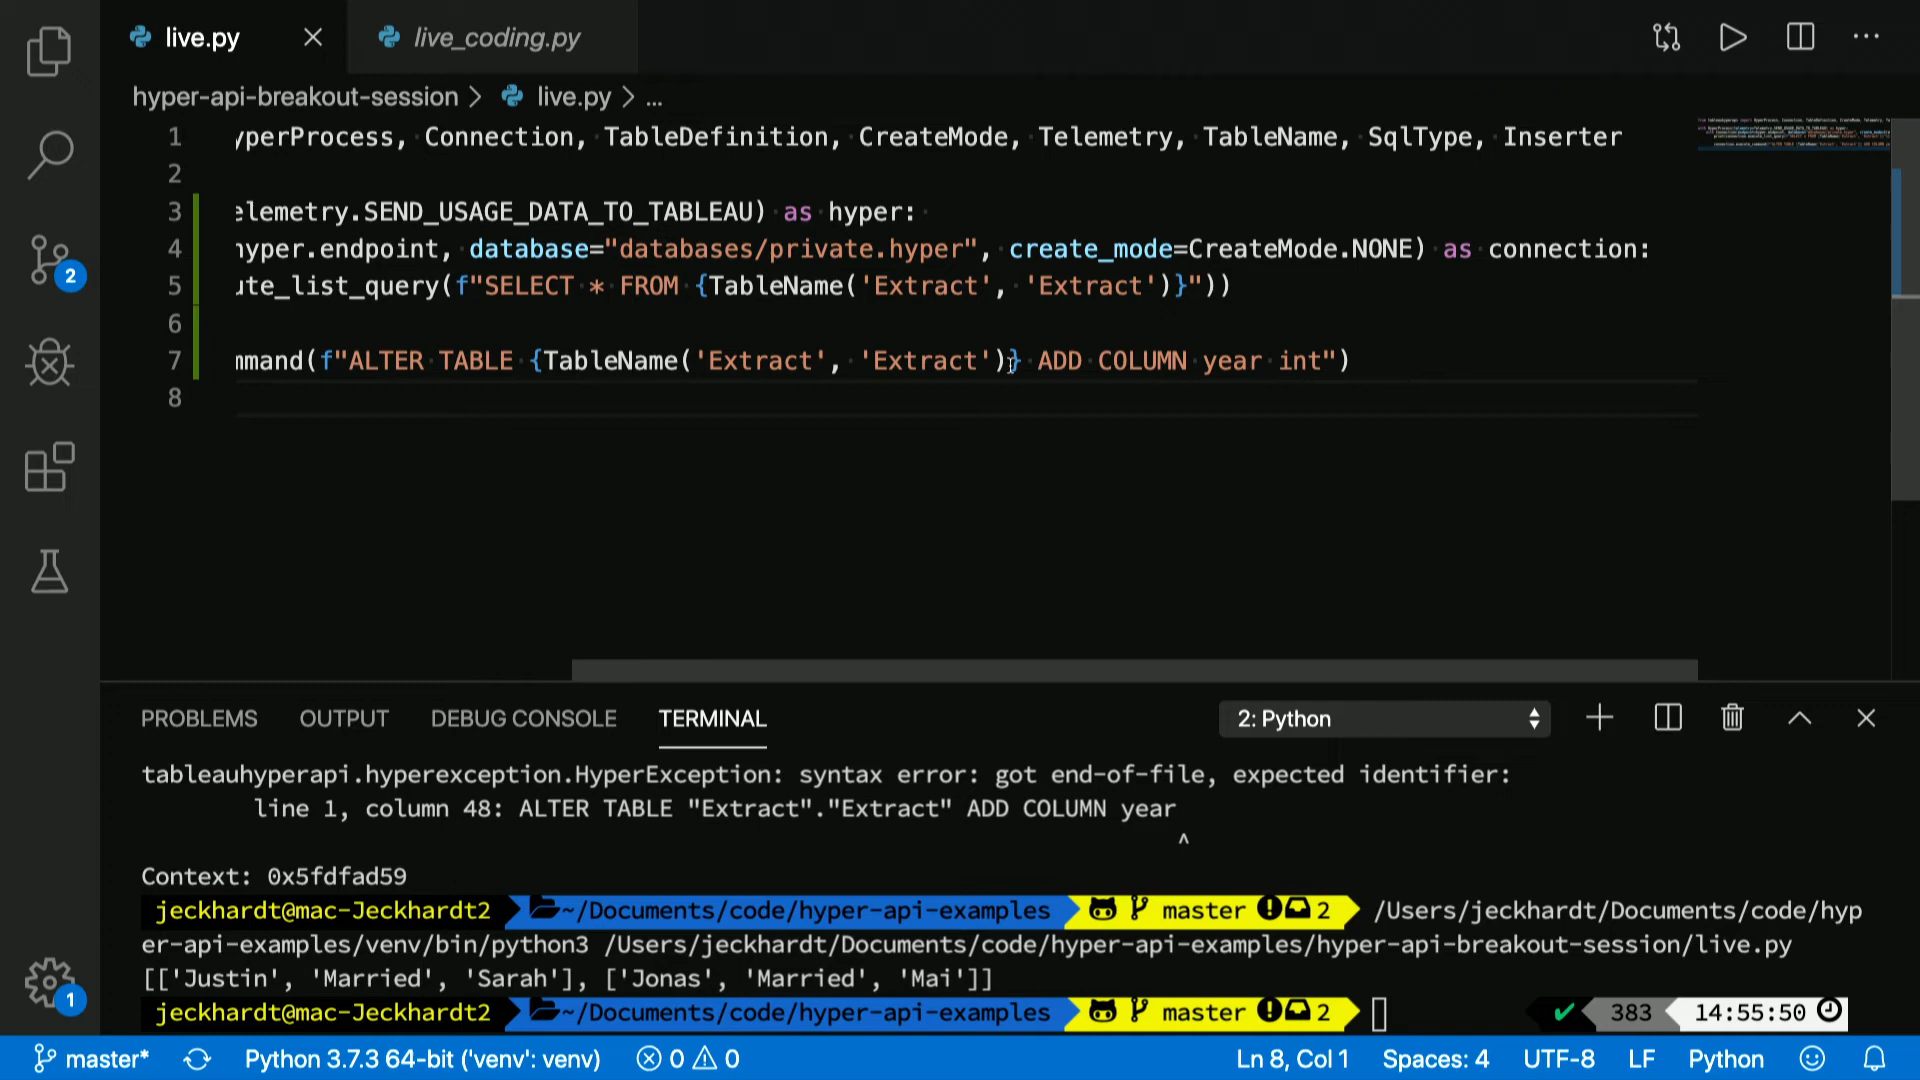 live.py
live_coding.py
hyper-api-breakout-session > live.py > ...
1 yperProcess, Connection, TableDefinition, CreateMode, Telemetry, TableName, SqlType, Inserter
2
3 elemetry.SEND_USAGE_DATA_TO_TABLEAU) as hyper:
4 hyper.endpoint, database="databases/private.hyper", create_mode=CreateMode.NONE) as connection:
5 ute_list_query(f"SELECT * FROM {TableName('Extract', 'Extract')}"))
6
7 mmand(f"ALTER TABLE {TableName('Extract', 'Extract')} ADD COLUMN year int")
8
2
1
PROBLEMS OUTPUT DEBUG CONSOLE TERMINAL 2: Python
tableauhyperapi.hyperexception.HyperException: syntax error: got end-of-file, expected identifier:
line 1, column 48: ALTER TABLE "Extract"."Extract" ADD COLUMN year
^
Context: 0x5fdfad59
jeckhardt@mac-Jeckhardt2 ~/Documents/code/hyper-api-examples master 2 /Users/jeckhardt/Documents/code/hyp
er-api-examples/venv/bin/python3 /Users/jeckhardt/Documents/code/hyper-api-examples/hyper-api-breakout-session/live.py
[['Justin', 'Married', 'Sarah'], ['Jonas', 'Married', 'Mai']]
jeckhardt@mac-Jeckhardt2 ~/Documents/code/hyper-api-examples master 2 383 14:55:50
master* Python 3.7.3 64-bit ('venv': venv) 0 0 Ln 8, Col 1 Spaces: 4 UTF-8 LF Python